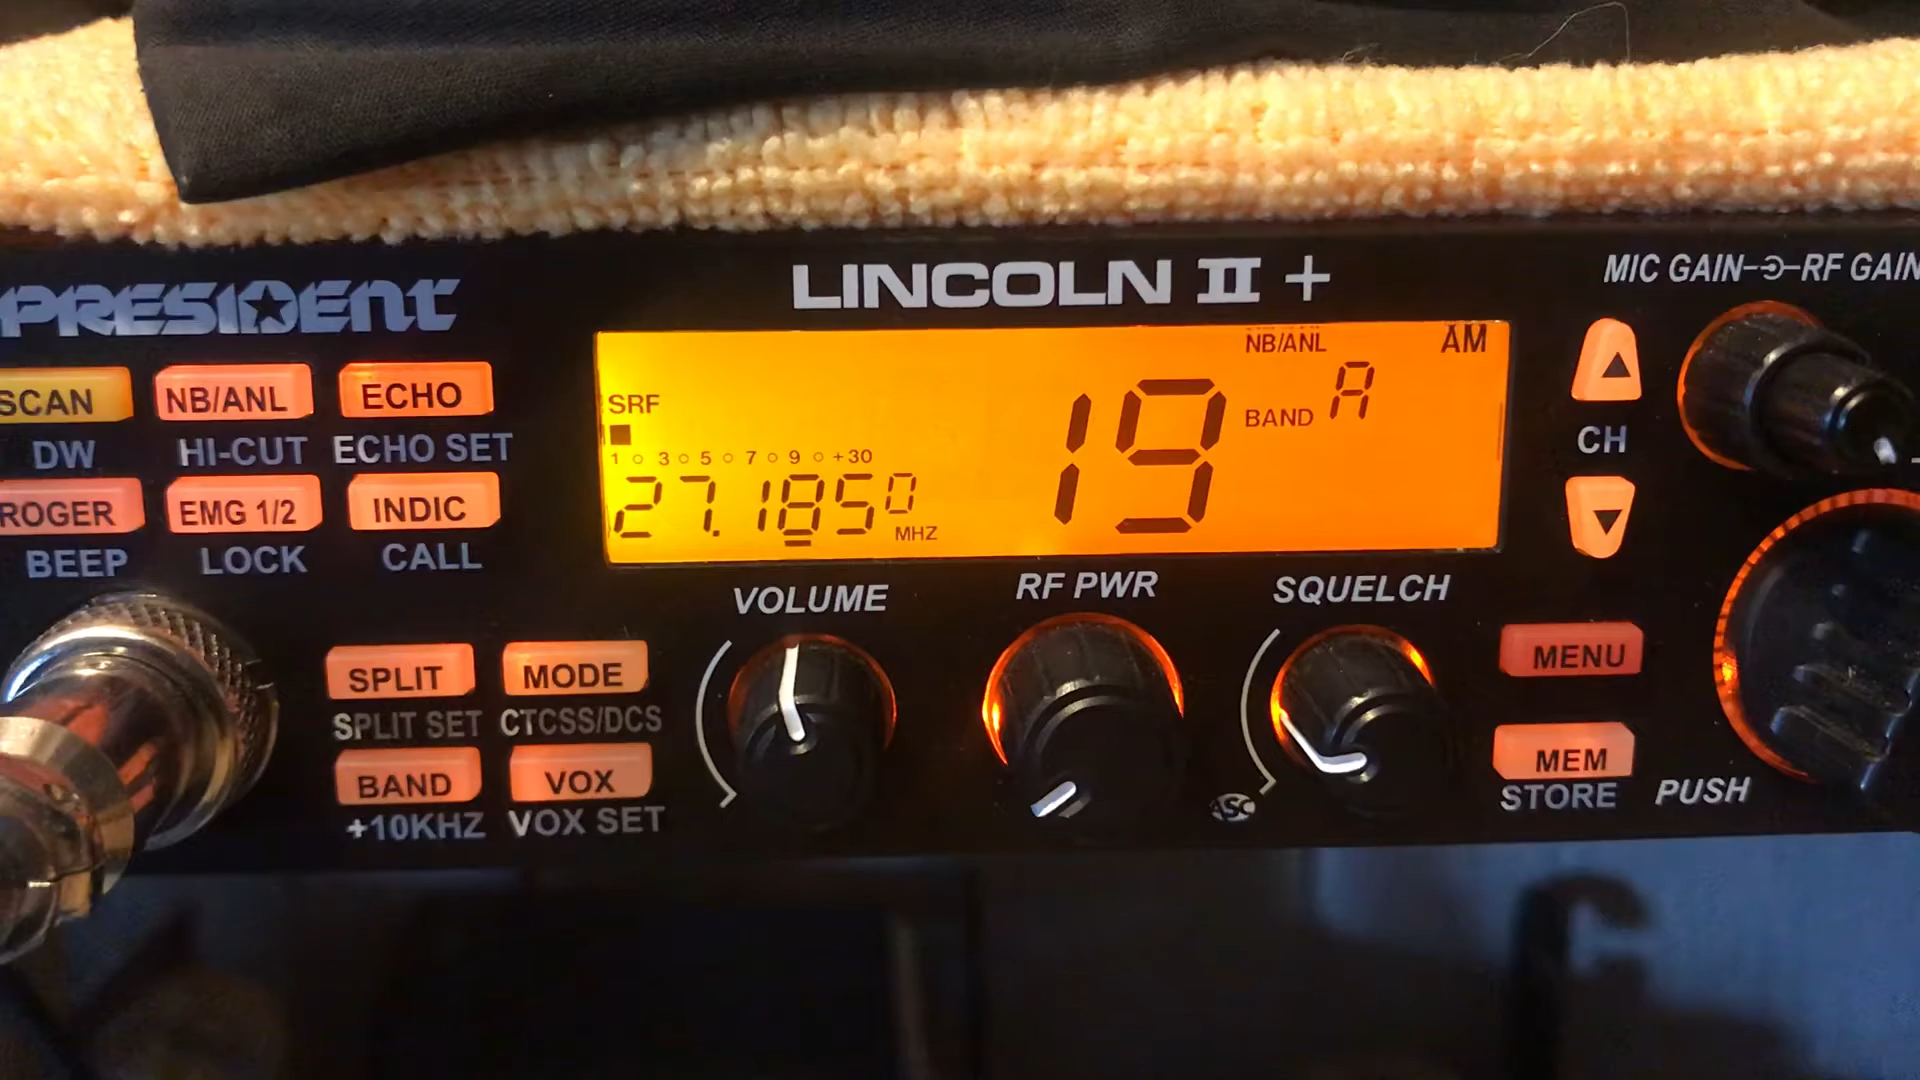 PRESIDENT
LINCOLN II +
MIC GAIN RF GAIN
SCAN NB/ANL ECHO
DW HI-CUT ECHO SET
ROGER EMG 1/2 INDIC
BEEP LOCK CALL
NB/ANL AM
SRF
BAND A
1 3 5 7 9 +30
27.1850 MHZ
19
CH
VOLUME RF PWR SQUELCH
SPLIT MODE
SPLIT SET CTCSS/DCS
BAND VOX
+10KHZ VOX SET
ASC
MENU
MEM
STORE PUSH